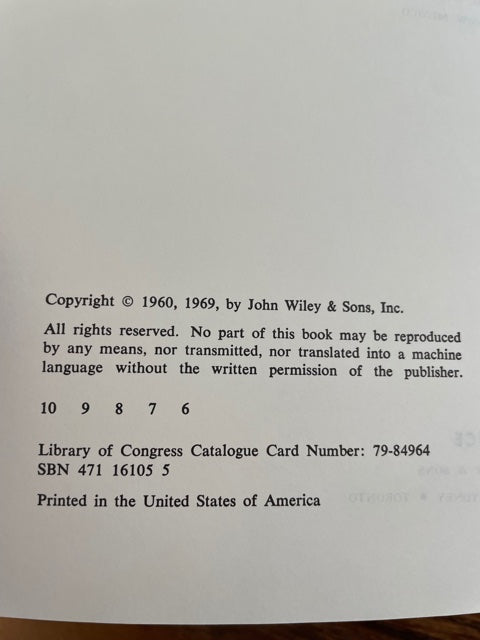 Copyright © 1960, 1969, by John Wiley & Sons, Inc.
All rights reserved. No part of this book may be reproduced
by any means, nor transmitted, nor translated into a machine
language without the written permission of the publisher.
10 9 8 7 6
Library of Congress Catalogue Card Number: 79-84964
SBN 471 16105 5
Printed in the United States of America